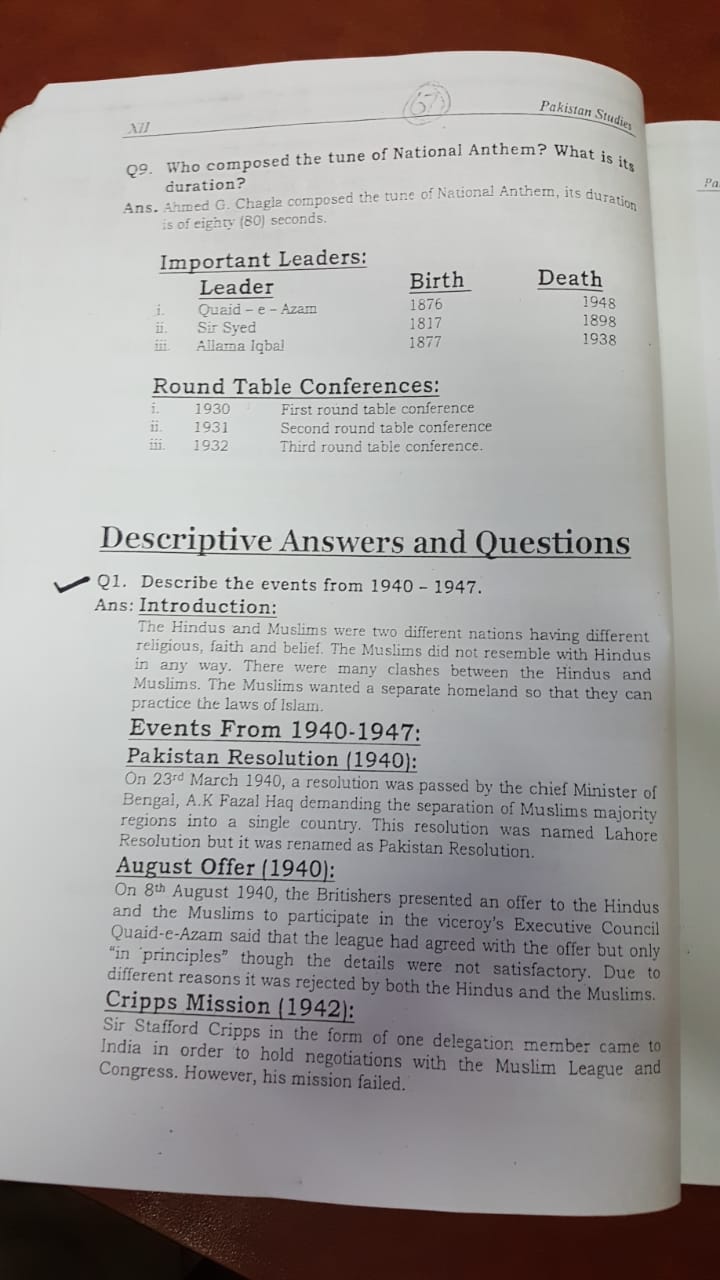 67
XII Pakistan Studies
Q9. Who composed the tune of National Anthem? What is its
duration?
Ans. Ahmed G. Chagla composed the tune of National Anthem, its duration
is of eighty (80) seconds.
Important Leaders:
Leader Birth Death
i. Quaid – e – Azam 1876 1948
ii. Sir Syed 1817 1898
iii. Allama Iqbal 1877 1938
Round Table Conferences:
i. 1930 First round table conference
ii. 1931 Second round table conference
iii. 1932 Third round table conference.
Descriptive Answers and Questions
Q1. Describe the events from 1940 – 1947.
Ans: Introduction:
The Hindus and Muslims were two different nations having different
religious, faith and belief. The Muslims did not resemble with Hindus
in any way. There were many clashes between the Hindus and
Muslims. The Muslims wanted a separate homeland so that they can
practice the laws of Islam.
Events From 1940-1947:
Pakistan Resolution (1940):
On 23rd March 1940, a resolution was passed by the chief Minister of
Bengal, A.K Fazal Haq demanding the separation of Muslims majority
regions into a single country. This resolution was named Lahore
Resolution but it was renamed as Pakistan Resolution.
August Offer (1940):
On 8th August 1940, the Britishers presented an offer to the Hindus
and the Muslims to participate in the viceroy's Executive Council
Quaid-e-Azam said that the league had agreed with the offer but only
"in principles" though the details were not satisfactory. Due to
different reasons it was rejected by both the Hindus and the Muslims.
Cripps Mission (1942):
Sir Stafford Cripps in the form of one delegation member came to
India in order to hold negotiations with the Muslim League and
Congress. However, his mission failed.